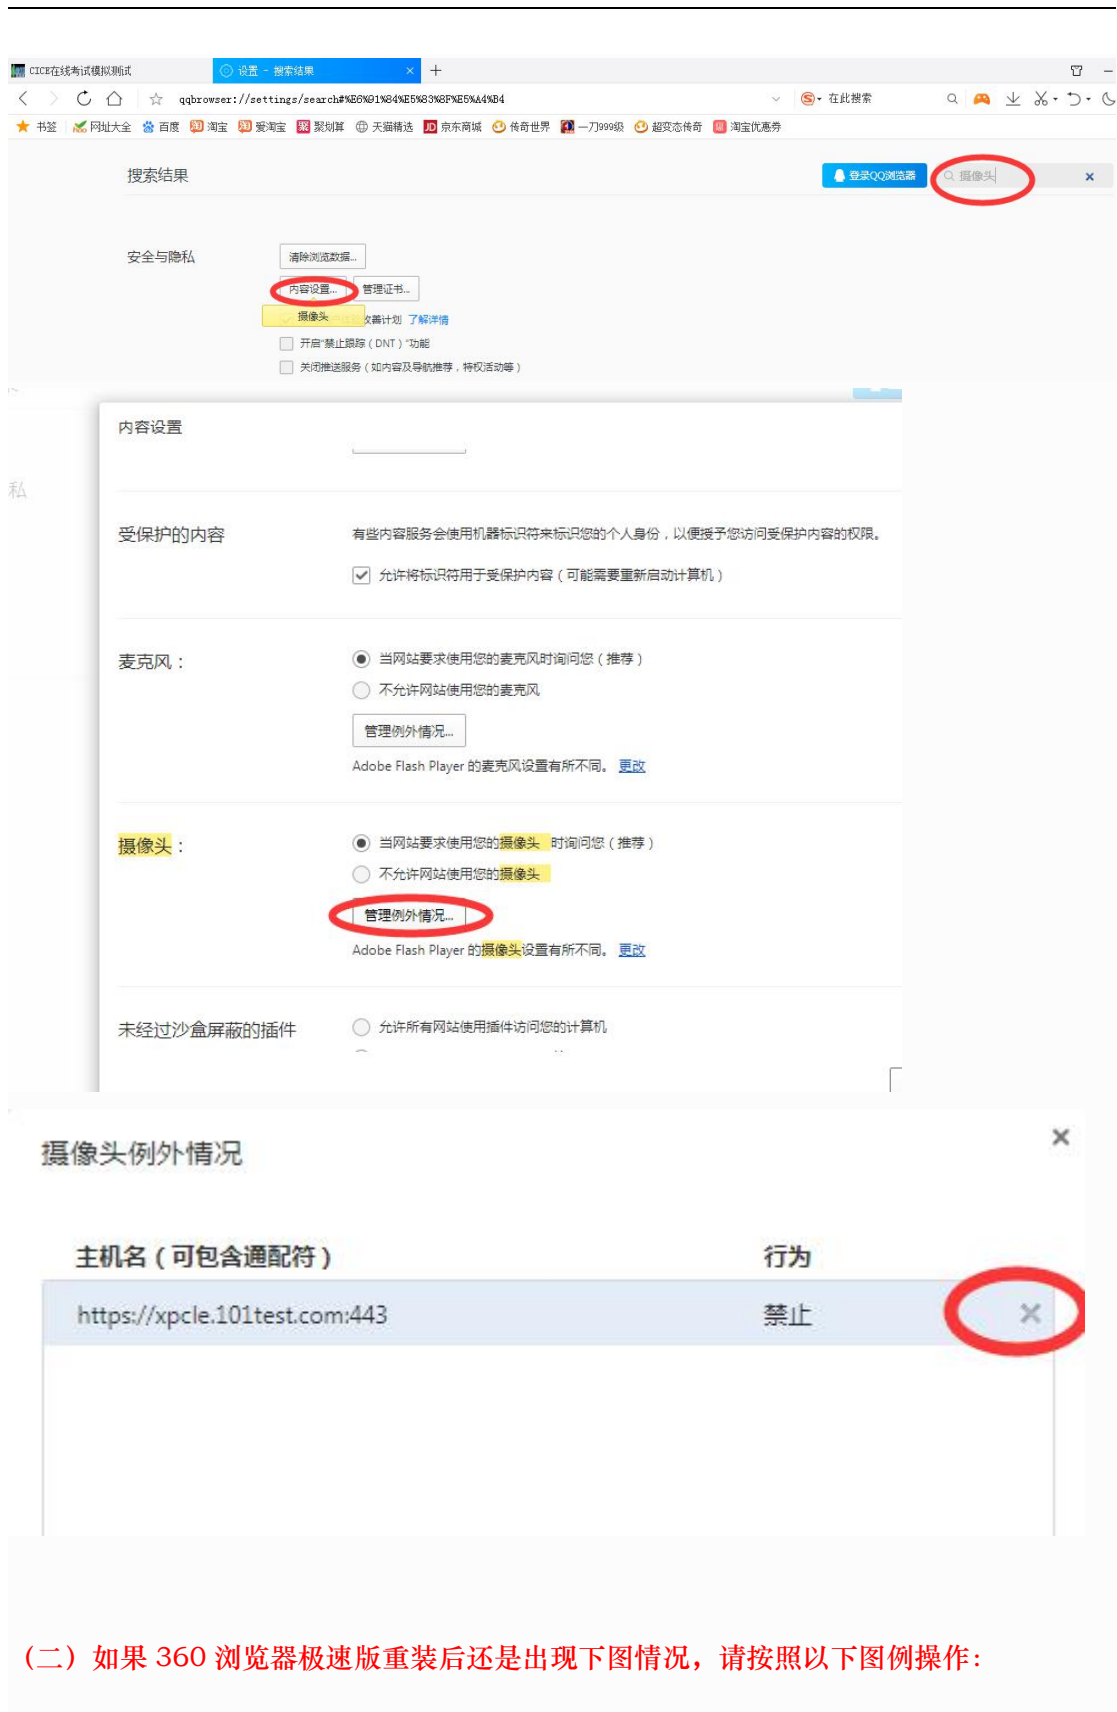 CICE在线考试模拟测试 设置 - 搜索结果
qqbrowser://settings/search#%E6%91%84%E5%83%8F%E5%A4%B4 在此搜索
书签 网址大全 百度 淘宝 爱淘宝 聚划算 天猫精选 京东商城 传奇世界 一刀999级 超变态传奇 淘宝优惠券
搜索结果 登录QQ浏览器 摄像头
安全与隐私 清除浏览数据...
内容设置... 管理证书...
摄像头 改善计划 了解详情
开启"禁止跟踪（DNT）"功能
关闭推送服务（如内容及导航推荐，特权活动等）
内容设置
私
受保护的内容 有些内容服务会使用机器标识符来标识您的个人身份，以便授予您访问受保护内容的权限。
允许将标识符用于受保护内容（可能需要重新启动计算机）
麦克风： 当网站要求使用您的麦克风时询问您（推荐）
不允许网站使用您的麦克风
管理例外情况...
Adobe Flash Player 的麦克风设置有所不同。 更改
摄像头： 当网站要求使用您的摄像头 时询问您（推荐）
不允许网站使用您的摄像头
管理例外情况...
Adobe Flash Player 的摄像头设置有所不同。 更改
未经过沙盒屏蔽的插件 允许所有网站使用插件访问您的计算机
摄像头例外情况
主机名（可包含通配符） 行为
https://xpcle.101test.com:443 禁止
（二）如果 360 浏览器极速版重装后还是出现下图情况，请按照以下图例操作：